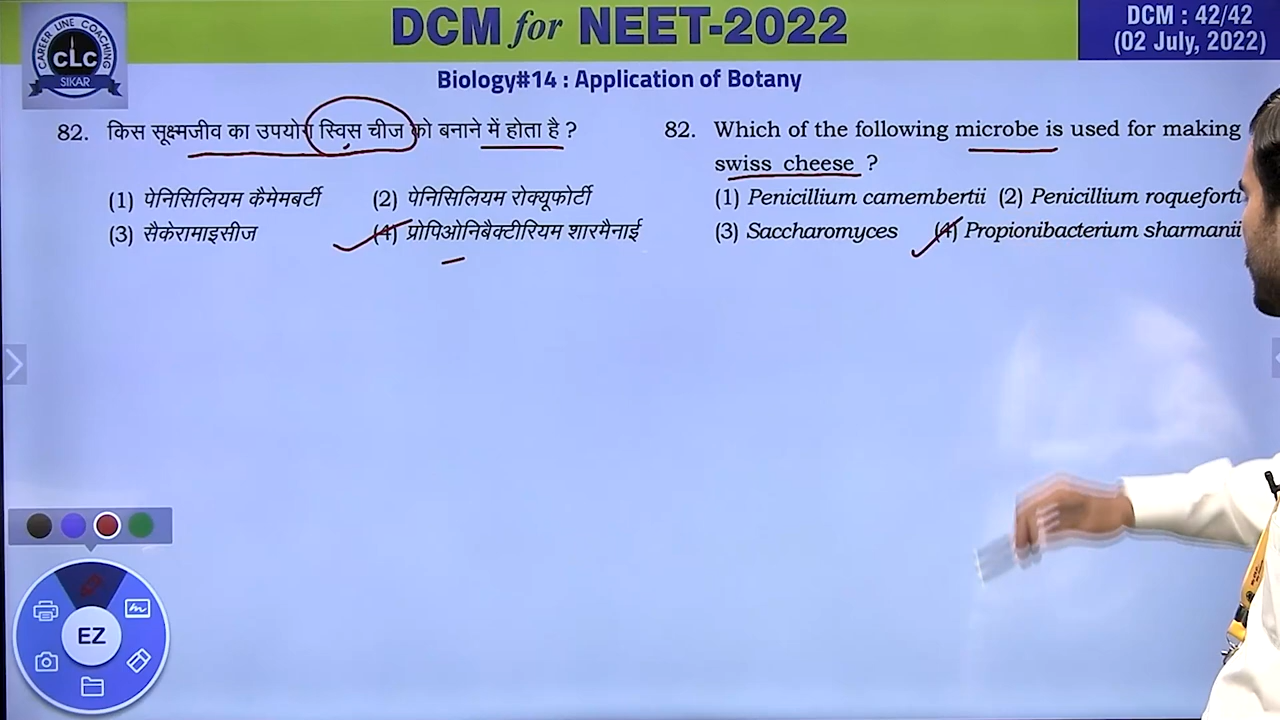 DCM for NEET-2022
DCM : 42/42
(02 July, 2022)
CAREER LINE COACHING
CLC
SIKAR
Biology#14 : Application of Botany
82. किस सूक्ष्मजीव का उपयोग स्विस चीज को बनाने में होता है ?
(1) पेनिसिलियम कैमेमबर्टी (2) पेनिसिलियम रोक्यूफोर्टी
(3) सैकेरामाइसीज (4) प्रोपिओनिबैक्टीरियम शारमैनाई
82. Which of the following microbe is used for making
swiss cheese ?
(1) Penicillium camembertii (2) Penicillium roqueforti
(3) Saccharomyces (4) Propionibacterium sharmanii
EZ